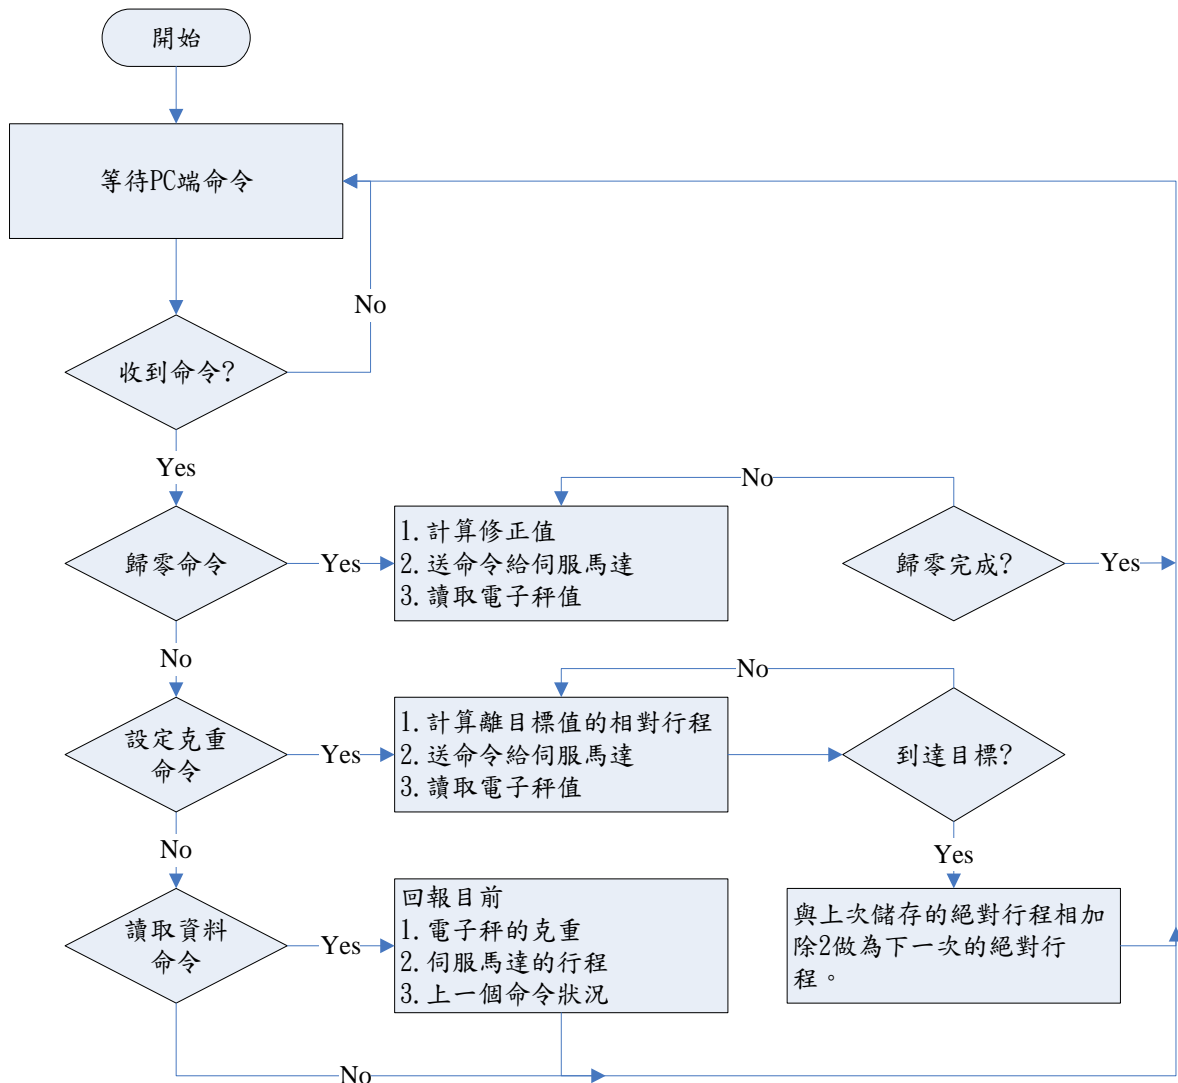 開始
等待PC端命令
No
收到命令?
Yes
No
歸零命令
Yes
1.計算修正值
2.送命令給伺服馬達
3.讀取電子秤值
歸零完成?
Yes
No
No
設定克重
命令
Yes
1.計算離目標值的相對行程
2.送命令給伺服馬達
3.讀取電子秤值
到達目標?
No
Yes
讀取資料
命令
Yes
回報目前
1.電子秤的克重
2.伺服馬達的行程
3.上一個命令狀況
與上次儲存的絕對行程相加
除2做為下一次的絕對行
程。
No